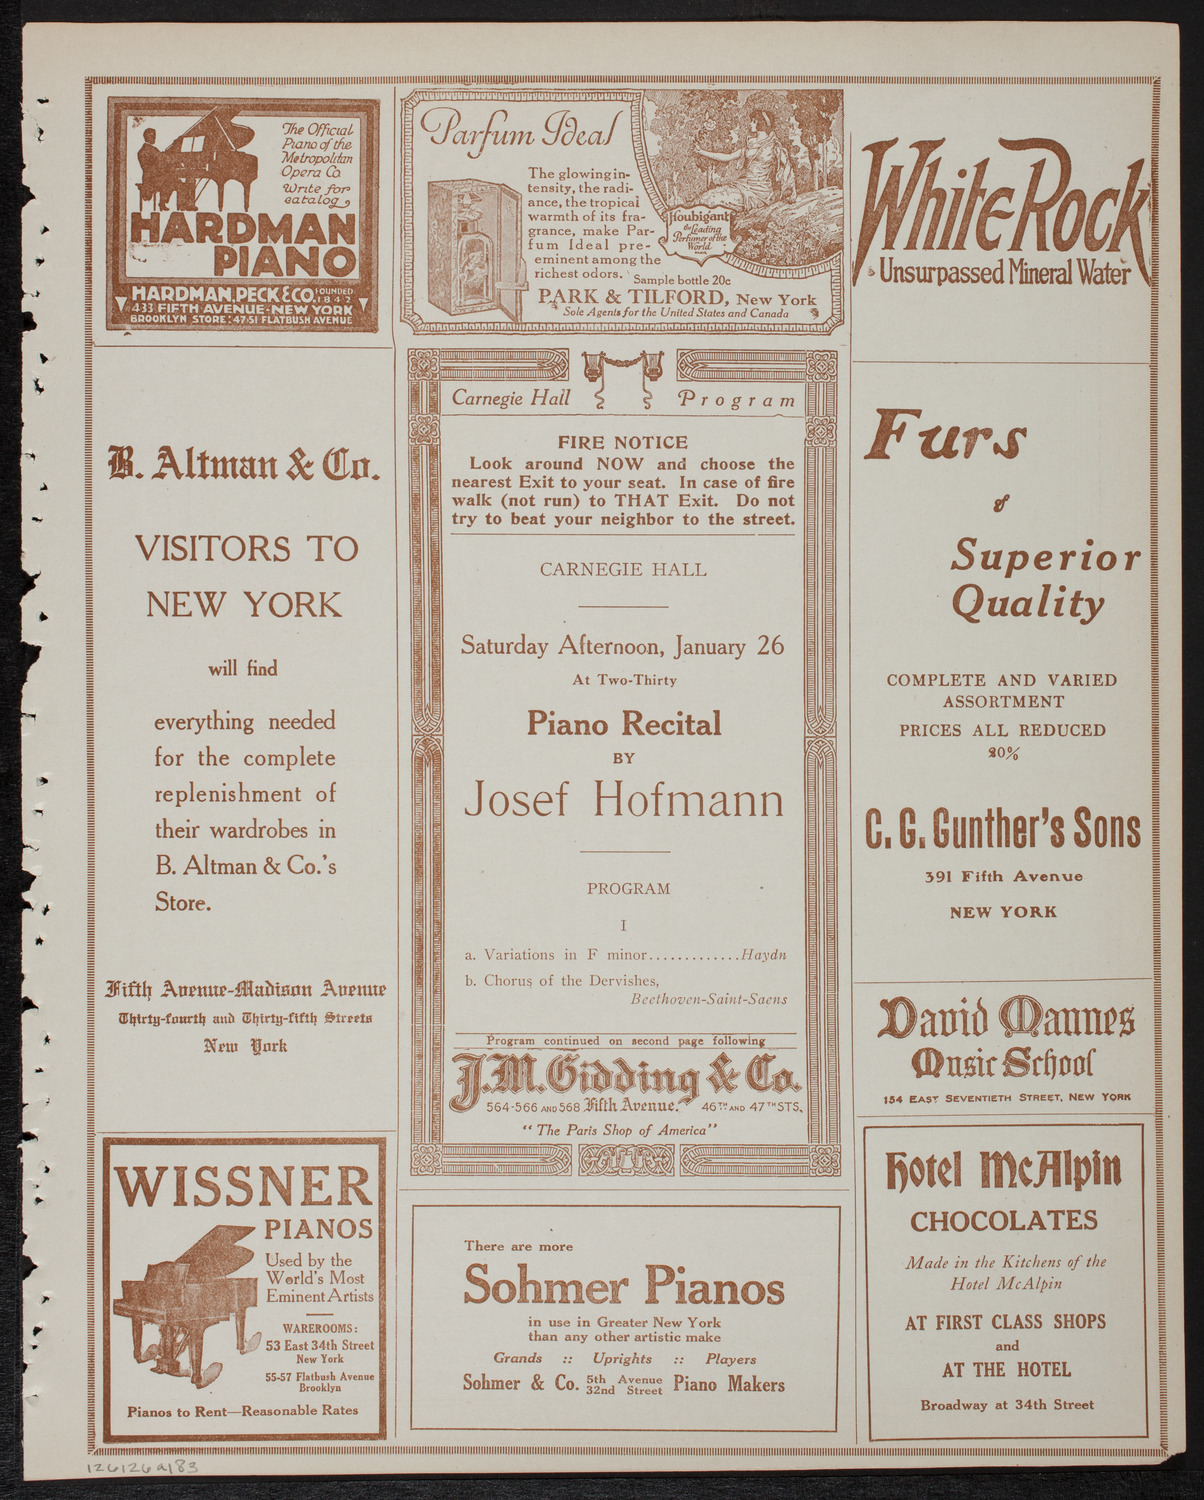 The Official
Piano of the
Metropolitan
Opera Co.
Write for
catalog
HARDMAN
PIANO
HARDMAN, PECK & CO. FOUNDED 1842
433 FIFTH AVENUE - NEW YORK
BROOKLYN STORE: 47-51 FLATBUSH AVENUE
Parfum Ideal
The glowing in-
tensity, the radi-
ance, the tropical
warmth of its fra-
grance, make Par-
fum Ideal pre-
eminent among the
richest odors. Sample bottle 20c
Houbigant
the Leading
Perfumer of the
World
PARK & TILFORD, New York
Sole Agents for the United States and Canada
White Rock
Unsurpassed Mineral Water
B. Altman & Co.
VISITORS TO
NEW YORK
will find
everything needed
for the complete
replenishment of
their wardrobes in
B. Altman & Co.'s
Store.
Fifth Avenue-Madison Avenue
Thirty-fourth and Thirty-fifth Streets
New York
WISSNER
PIANOS
Used by the
World's Most
Eminent Artists
WAREROOMS:
53 East 34th Street
New York
55-57 Flatbush Avenue
Brooklyn
Pianos to Rent—Reasonable Rates
Carnegie Hall Program
FIRE NOTICE
Look around NOW and choose the
nearest Exit to your seat. In case of fire
walk (not run) to THAT Exit. Do not
try to beat your neighbor to the street.
CARNEGIE HALL
Saturday Afternoon, January 26
At Two-Thirty
Piano Recital
BY
Josef Hofmann
PROGRAM
I
a. Variations in F minor.............Haydn
b. Chorus of the Dervishes,
Beethoven-Saint-Saens
Program continued on second page following
J.M. Gidding & Co.
564-566 AND 568 Fifth Avenue. 46TH AND 47TH STS.
"The Paris Shop of America"
There are more
Sohmer Pianos
in use in Greater New York
than any other artistic make
Grands :: Uprights :: Players
Sohmer & Co. 5th Avenue 32nd Street Piano Makers
Furs
of
Superior
Quality
COMPLETE AND VARIED
ASSORTMENT
PRICES ALL REDUCED
20%
C. G. Gunther's Sons
391 Fifth Avenue
NEW YORK
David Mannes
Music School
154 EAST SEVENTIETH STREET, NEW YORK
Hotel McAlpin
CHOCOLATES
Made in the Kitchens of the
Hotel McAlpin
AT FIRST CLASS SHOPS
and
AT THE HOTEL
Broadway at 34th Street
126126a183